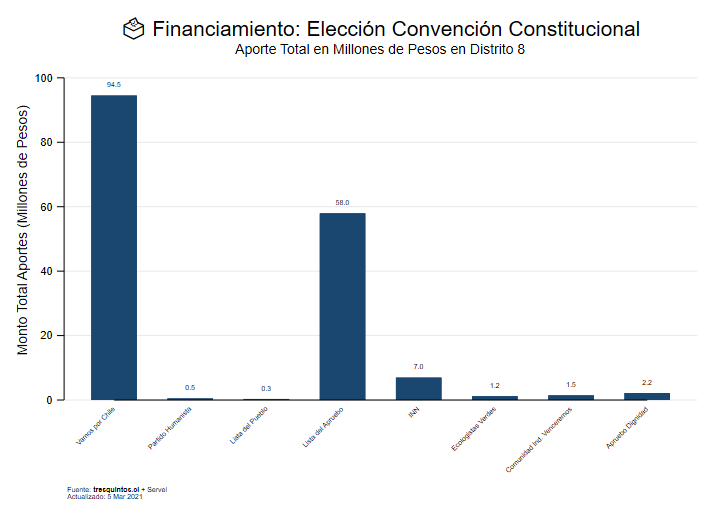 Financiamiento: Elección Convención Constitucional
Aporte Total en Millones de Pesos en Distrito 8
Monto Total Aportes (Millones de Pesos)
100
80
60
40
20
0
94.5
0.5
0.3
58.0
7.0
1.2
1.5
2.2
Vamos por Chile
Partido Humanista
Lista del Pueblo
Lista del Apruebo
INN
Ecologistas Verdes
Comunidad Ind. Venceremos
Apruebo Dignidad
Fuente: tresquintos.cl + Servel
Actualizado: 5 Mar 2021